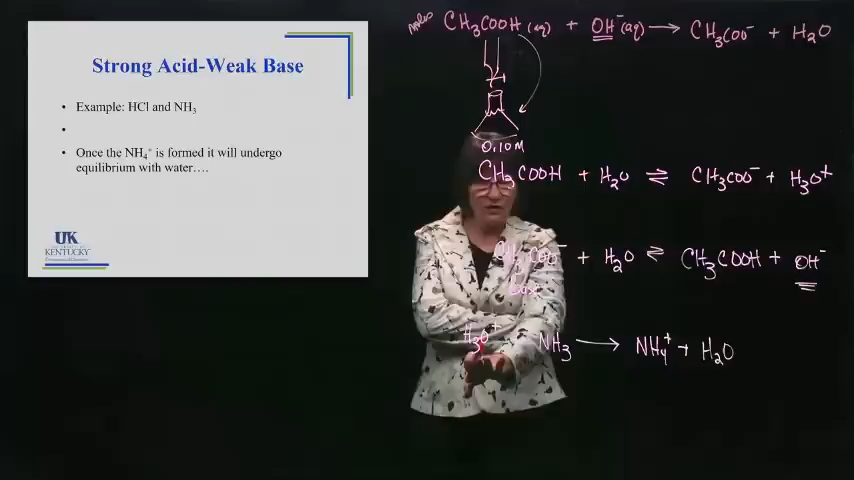 Strong Acid-Weak Base
• Example: HCl and NH₃
•
• Once the NH₄⁺ is formed it will undergo
equilibrium with water….
UK
KENTUCKY
CH₃COOH (aq) + OH⁻ (aq) → CH₃COO⁻ + H₂O
0.10M
CH₃COOH + H₂O ⇌ CH₃COO⁻ + H₃O⁺
CH₃COO⁻ + H₂O ⇌ CH₃COOH + OH⁻
base
H₃O⁺ NH₃ → NH₄⁺ + H₂O